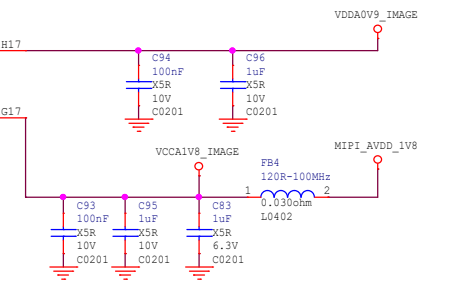 VDDA0V9_IMAGE
H17
C94
100nF
X5R
10V
C0201
C96
1uF
X5R
10V
C0201
G17
VCCA1V8_IMAGE
MIPI_AVDD_1V8
FB4
120R-100MHz
1
2
0.030ohm
L0402
C93
100nF
X5R
10V
C0201
C95
1uF
X5R
10V
C0201
C83
1uF
X5R
6.3V
C0201